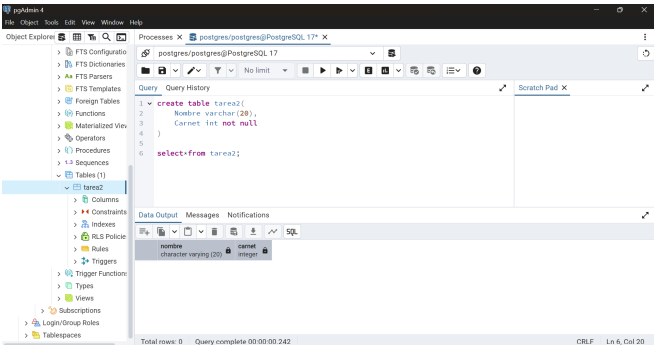 pgAdmin 4
File Object Tools Edit View Window Help
Object Explorer
Processes
postgres/postgres@PostgreSQL 17*
postgres/postgres@PostgreSQL 17
No limit
Query Query History
Scratch Pad
FTS Configuratio
FTS Dictionaries
FTS Parsers
FTS Templates
Foreign Tables
Functions
Materialized View
Operators
Procedures
1..3 Sequences
Tables (1)
tarea2
Columns
Constraints
Indexes
RLS Policie
Rules
Triggers
Trigger Functions
Types
Views
Subscriptions
Login/Group Roles
Tablespaces
1 create table tarea2(
2 Nombre varchar(20),
3 Carnet int not null
4 )
5
6 select*from tarea2;
Data Output Messages Notifications
SQL
nombre
character varying (20)
carnet
integer
Total rows: 0 Query complete 00:00:00.242
CRLF Ln 6, Col 20